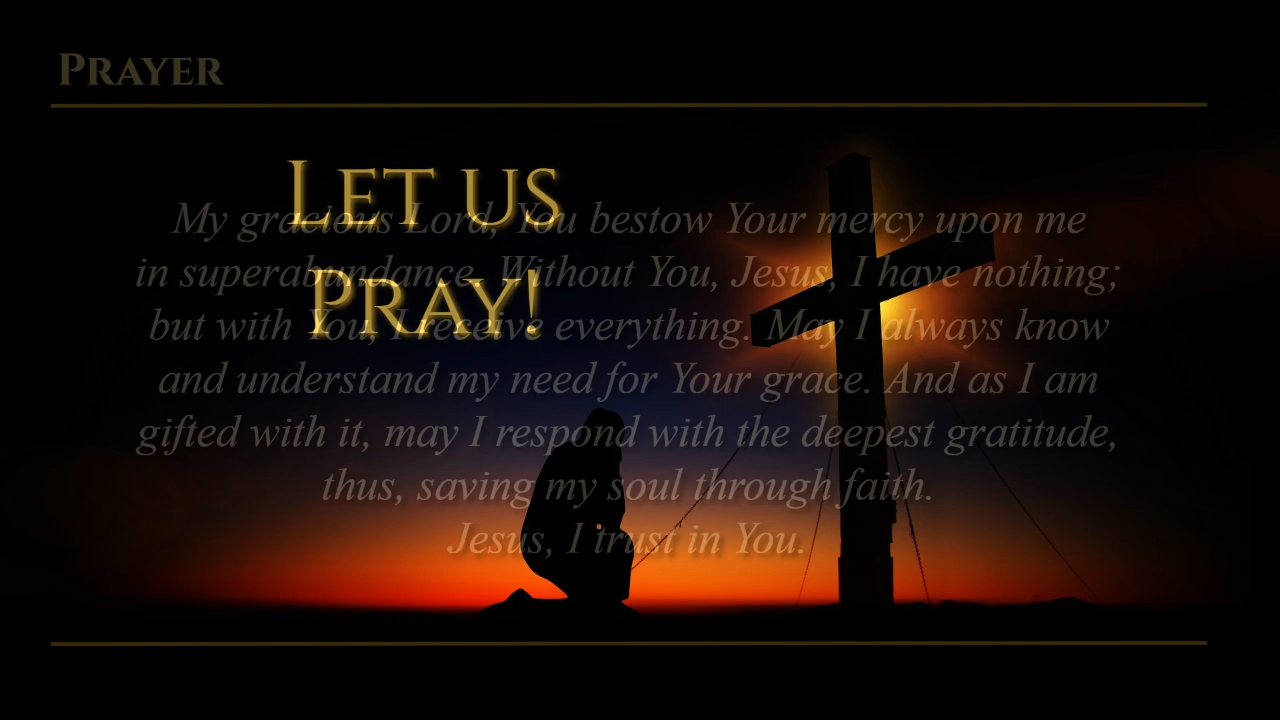 PRAYER
LET US
PRAY!
My gracious Lord, You bestow Your mercy upon me
in superabundance. Without You, Jesus, I have nothing;
but with You, I receive everything. May I always know
and understand my need for Your grace. And as I am
gifted with it, may I respond with the deepest gratitude,
thus, saving my soul through faith.
Jesus, I trust in You.